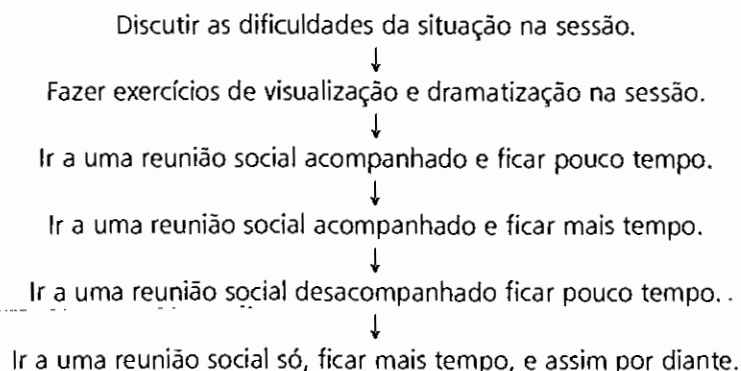 Discutir as dificuldades da situação na sessão.
Fazer exercícios de visualização e dramatização na sessão.
Ir a uma reunião social acompanhado e ficar pouco tempo.
Ir a uma reunião social acompanhado e ficar mais tempo.
Ir a uma reunião social desacompanhado ficar pouco tempo. .
Ir a uma reunião social só, ficar mais tempo, e assim por diante.